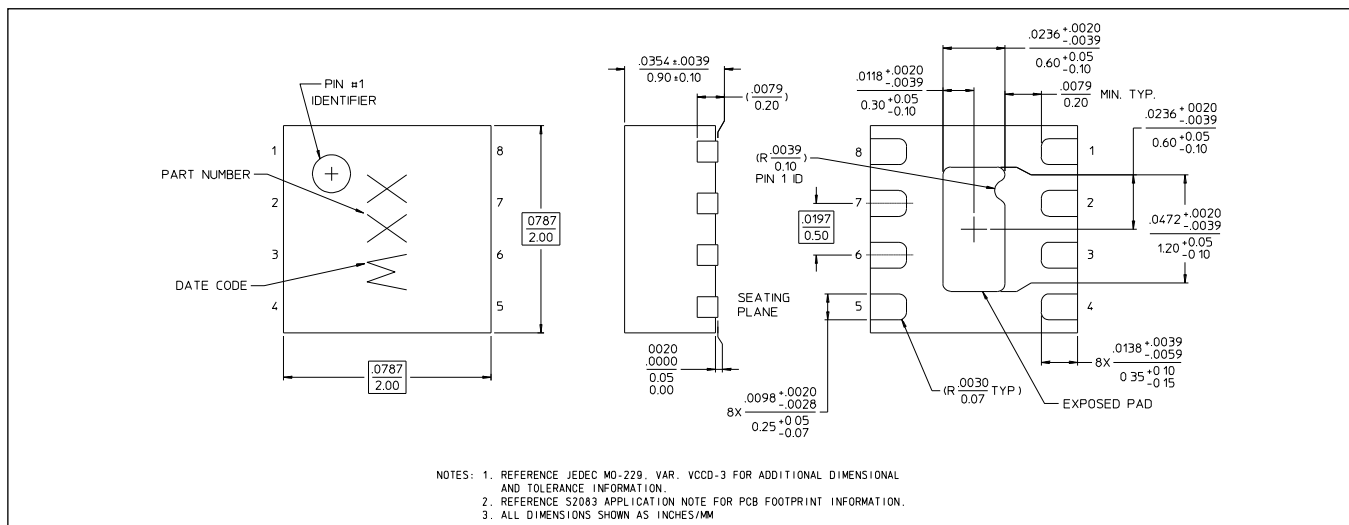 PIN #1
IDENTIFIER
PART NUMBER
DATE CODE
1
2
3
4
8
7
6
5
.0787
2.00
.0787
2.00
.0354 ±.0039
0.90 ±0.10
(.0079)
0.20
SEATING
PLANE
0020
.0000
0.05
0.00
.0236 +.0020 -.0039
0.60 +0.05 -0.10
.0118 +.0020 -.0039
0.30 +0.05 -0.10
.0079 MIN. TYP.
0.20
.0236 +.0020 -.0039
0.60 +0.05 -0.10
(R .0039)
0.10
PIN 1 ID
.0197
0.50
8
7
6
5
1
2
3
4
.0472 +.0020 -.0039
1.20 +0.05 -0.10
8X .0138 +.0039 -.0059
0.35 +0.10 -0.15
8X .0098 +.0020 -.0028
0.25 +0.05 -0.07
(R .0030 TYP)
0.07
EXPOSED PAD
NOTES: 1. REFERENCE JEDEC MO-229, VAR. VCCD-3 FOR ADDITIONAL DIMENSIONAL
AND TOLERANCE INFORMATION.
2. REFERENCE S2083 APPLICATION NOTE FOR PCB FOOTPRINT INFORMATION.
3. ALL DIMENSIONS SHOWN AS INCHES/MM